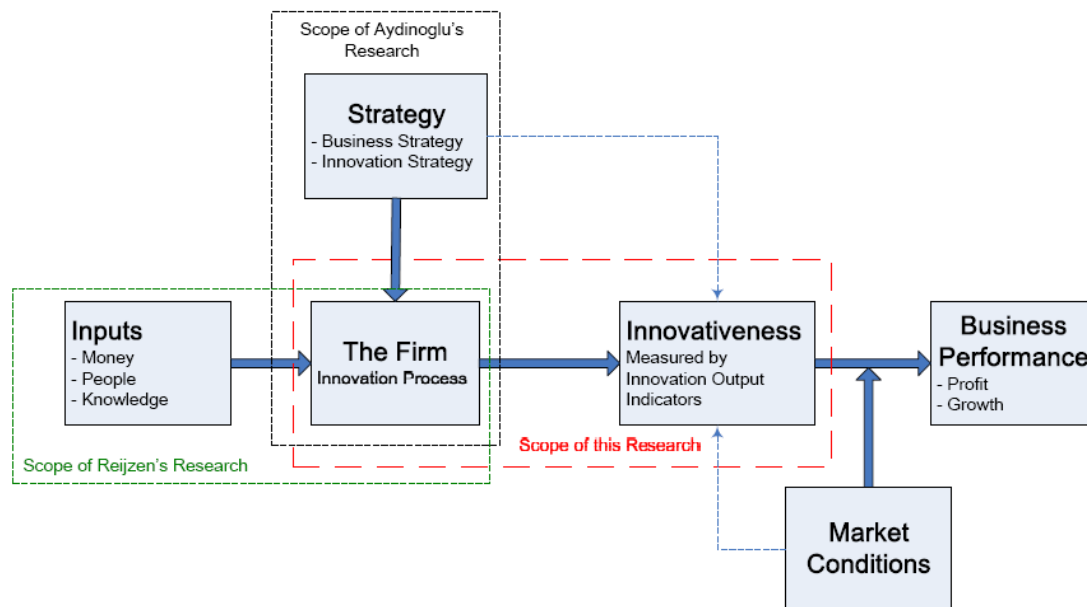 Scope of Aydinoglu's
Research
Strategy
- Business Strategy
- Innovation Strategy
Inputs
- Money
- People
- Knowledge
The Firm
Innovation Process
Innovativeness
Measured by
Innovation Output
Indicators
Business
Performance
- Profit
- Growth
Scope of this Research
Scope of Reijzen's Research
Market
Conditions